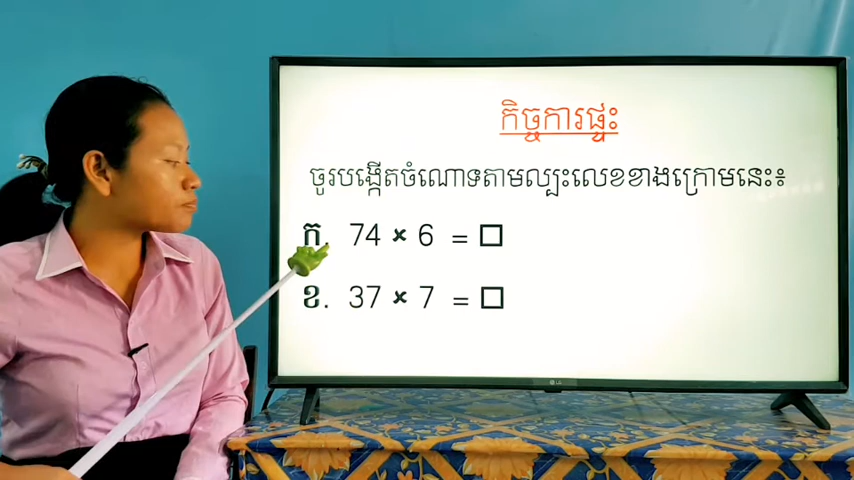 កិច្ចការផ្ទះ
ចូរបង្កើតចំណោទតាមល្បះលេខខាងក្រោមនេះ៖
ក. 74 × 6 = □
ខ. 37 × 7 = □
LG